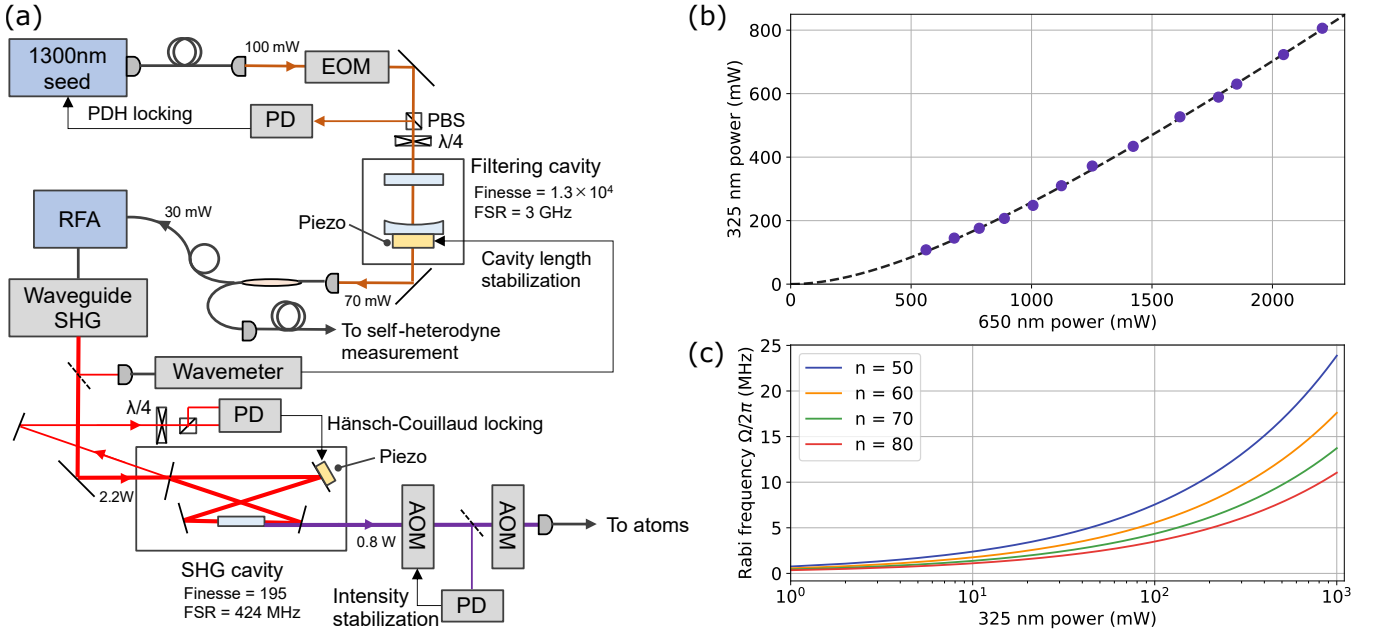 (a)
1300nm
seed
100 mW
EOM
PDH locking
PD
PBS
λ/4
Filtering cavity
Finesse = 1.3×10⁴
FSR = 3 GHz
Piezo
Cavity length
stabilization
RFA
30 mW
70 mW
Waveguide
SHG
To self-heterodyne
measurement
Wavemeter
λ/4
PD
Hänsch-Couillaud locking
Piezo
2.2W
0.8 W
AOM
AOM
To atoms
SHG cavity
Finesse = 195
FSR = 424 MHz
Intensity
stabilization
PD
(b)
325 nm power (mW)
800
600
400
200
0
0 500 1000 1500 2000
650 nm power (mW)
(c)
Rabi frequency Ω/2π (MHz)
25
20
15
10
5
0
n = 50
n = 60
n = 70
n = 80
10⁰ 10¹ 10² 10³
325 nm power (mW)